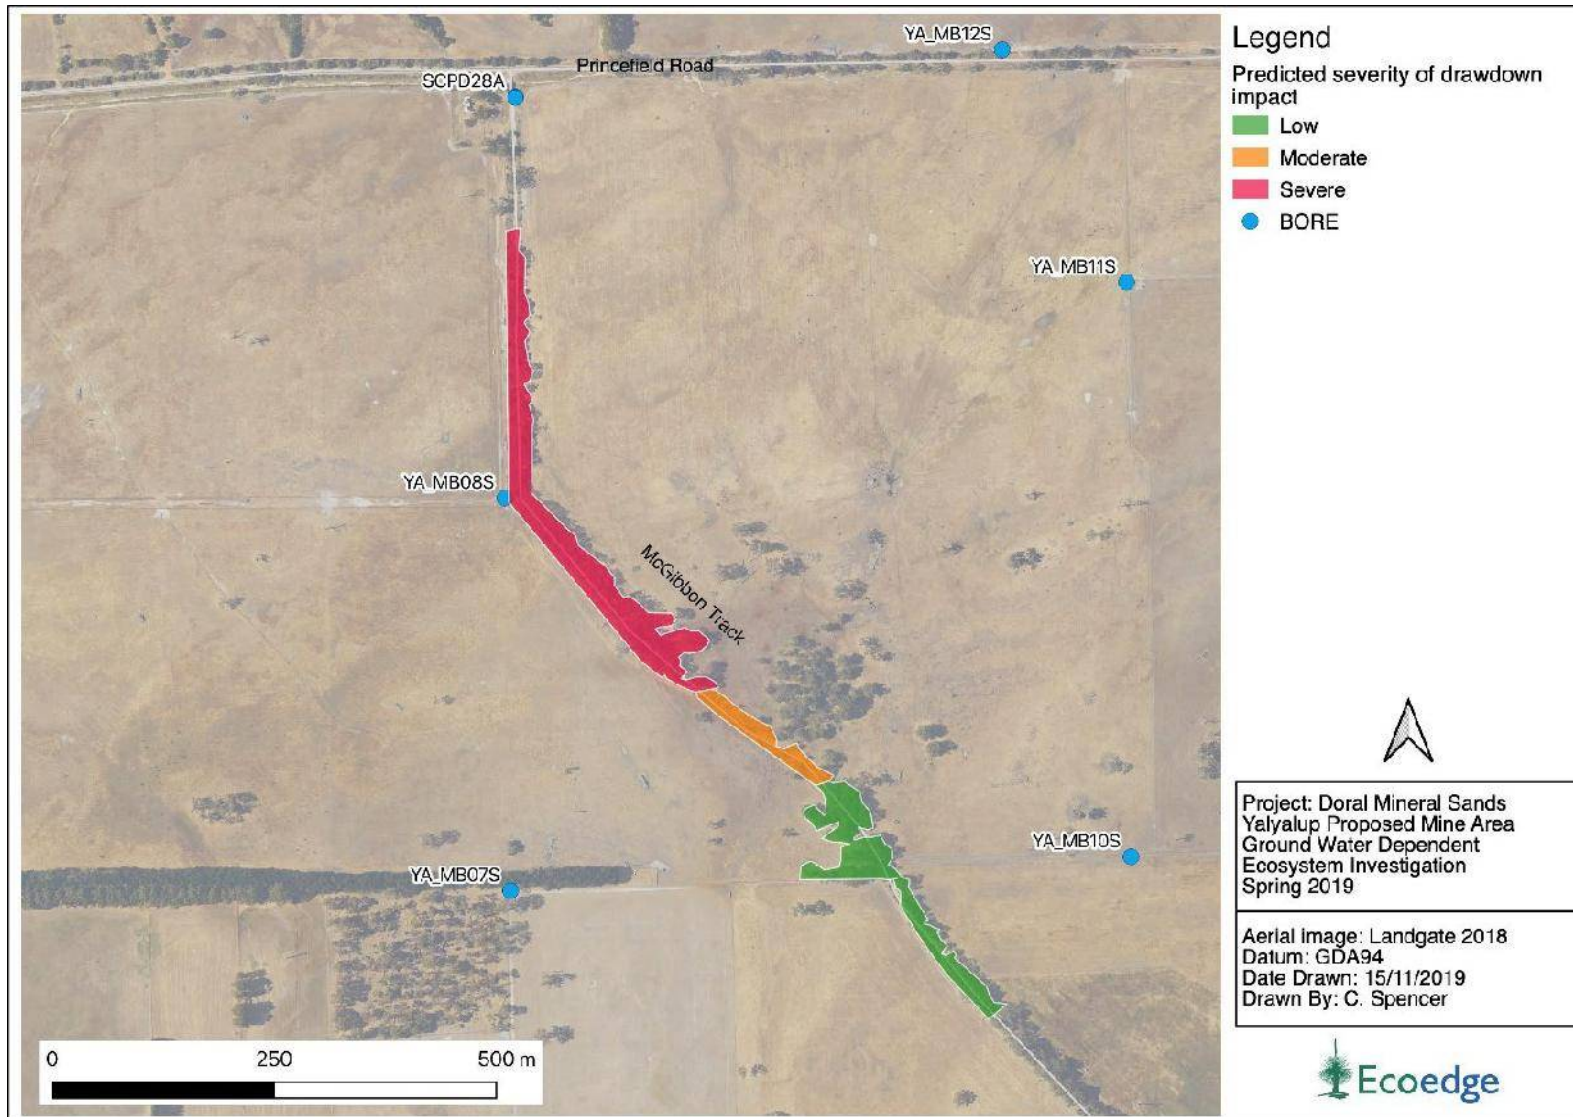 YA_MB12S
Princefield Road
SCPD28A
YA_MB11S
YA_MB08S
McGibbon Track
YA_MB10S
YA_MB07S
0 250 500 m
Legend
Predicted severity of drawdown
impact
Low
Moderate
Severe
BORE
Project: Doral Mineral Sands
Yalyalup Proposed Mine Area
Ground Water Dependent
Ecosystem Investigation
Spring 2019
Aerial image: Landgate 2018
Datum: GDA94
Date Drawn: 15/11/2019
Drawn By: C. Spencer
Ecoedge